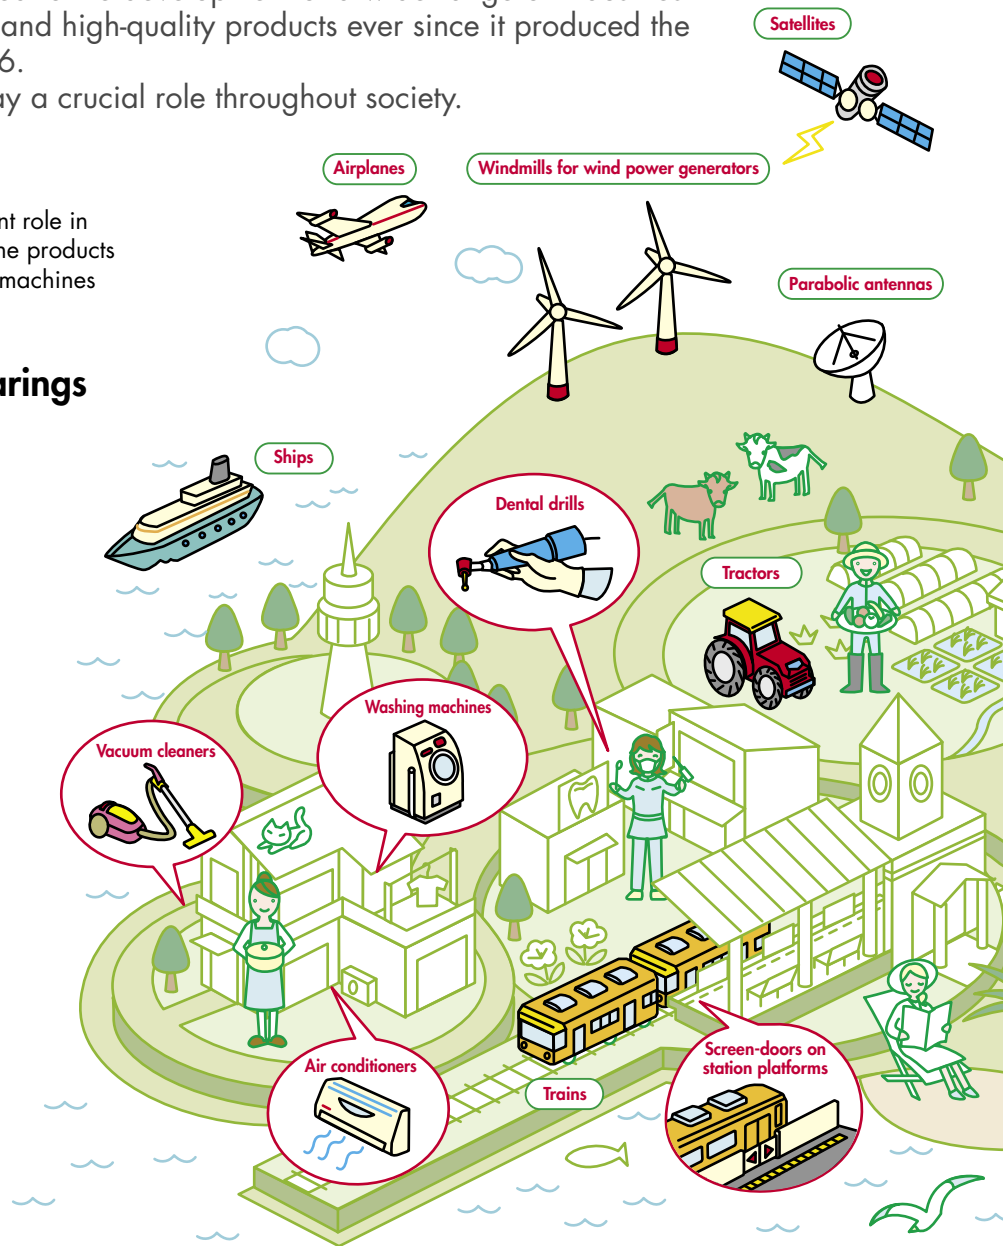 and high-quality products ever since it produced the
6.
ay a crucial role throughout society.
Satellites
Airplanes
Windmills for wind power generators
nt role in
ne products
machines
Parabolic antennas
arings
Ships
Dental drills
Tractors
Washing machines
Vacuum cleaners
Air conditioners
Trains
Screen-doors on
station platforms